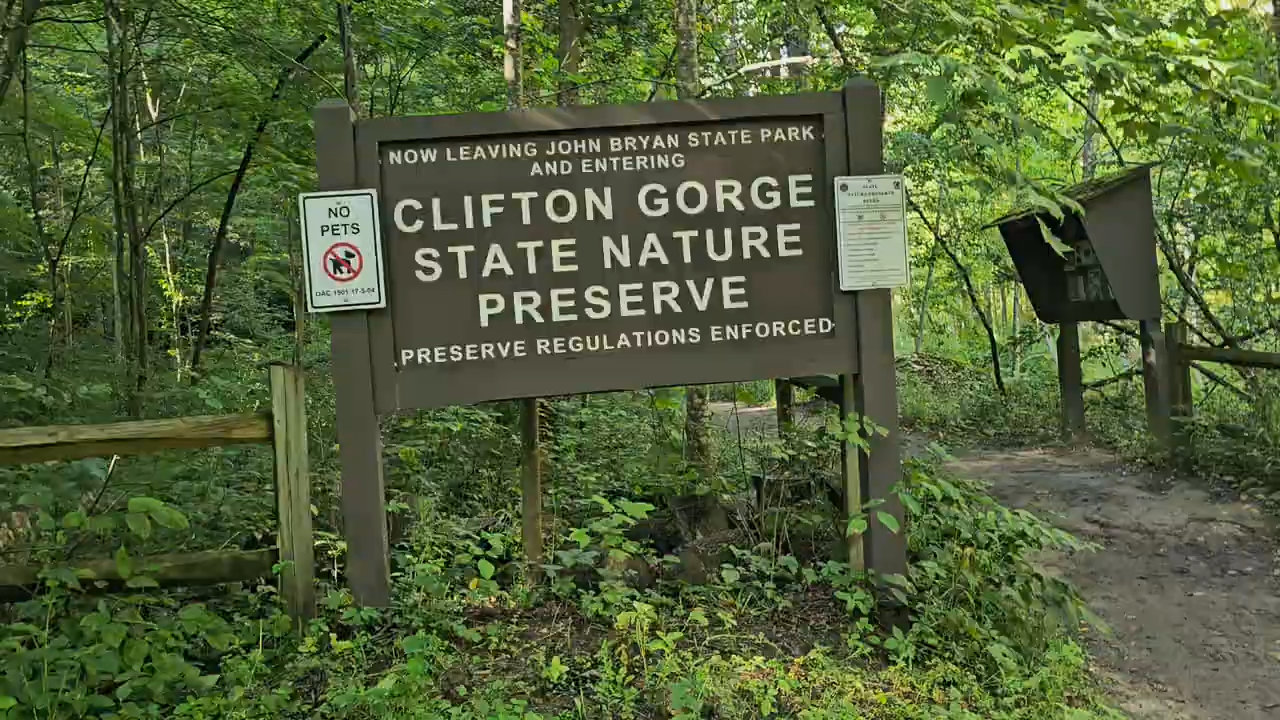 NOW LEAVING JOHN BRYAN STATE PARK
AND ENTERING
CLIFTON GORGE
STATE NATURE
PRESERVE
PRESERVE REGULATIONS ENFORCED
NO
PETS